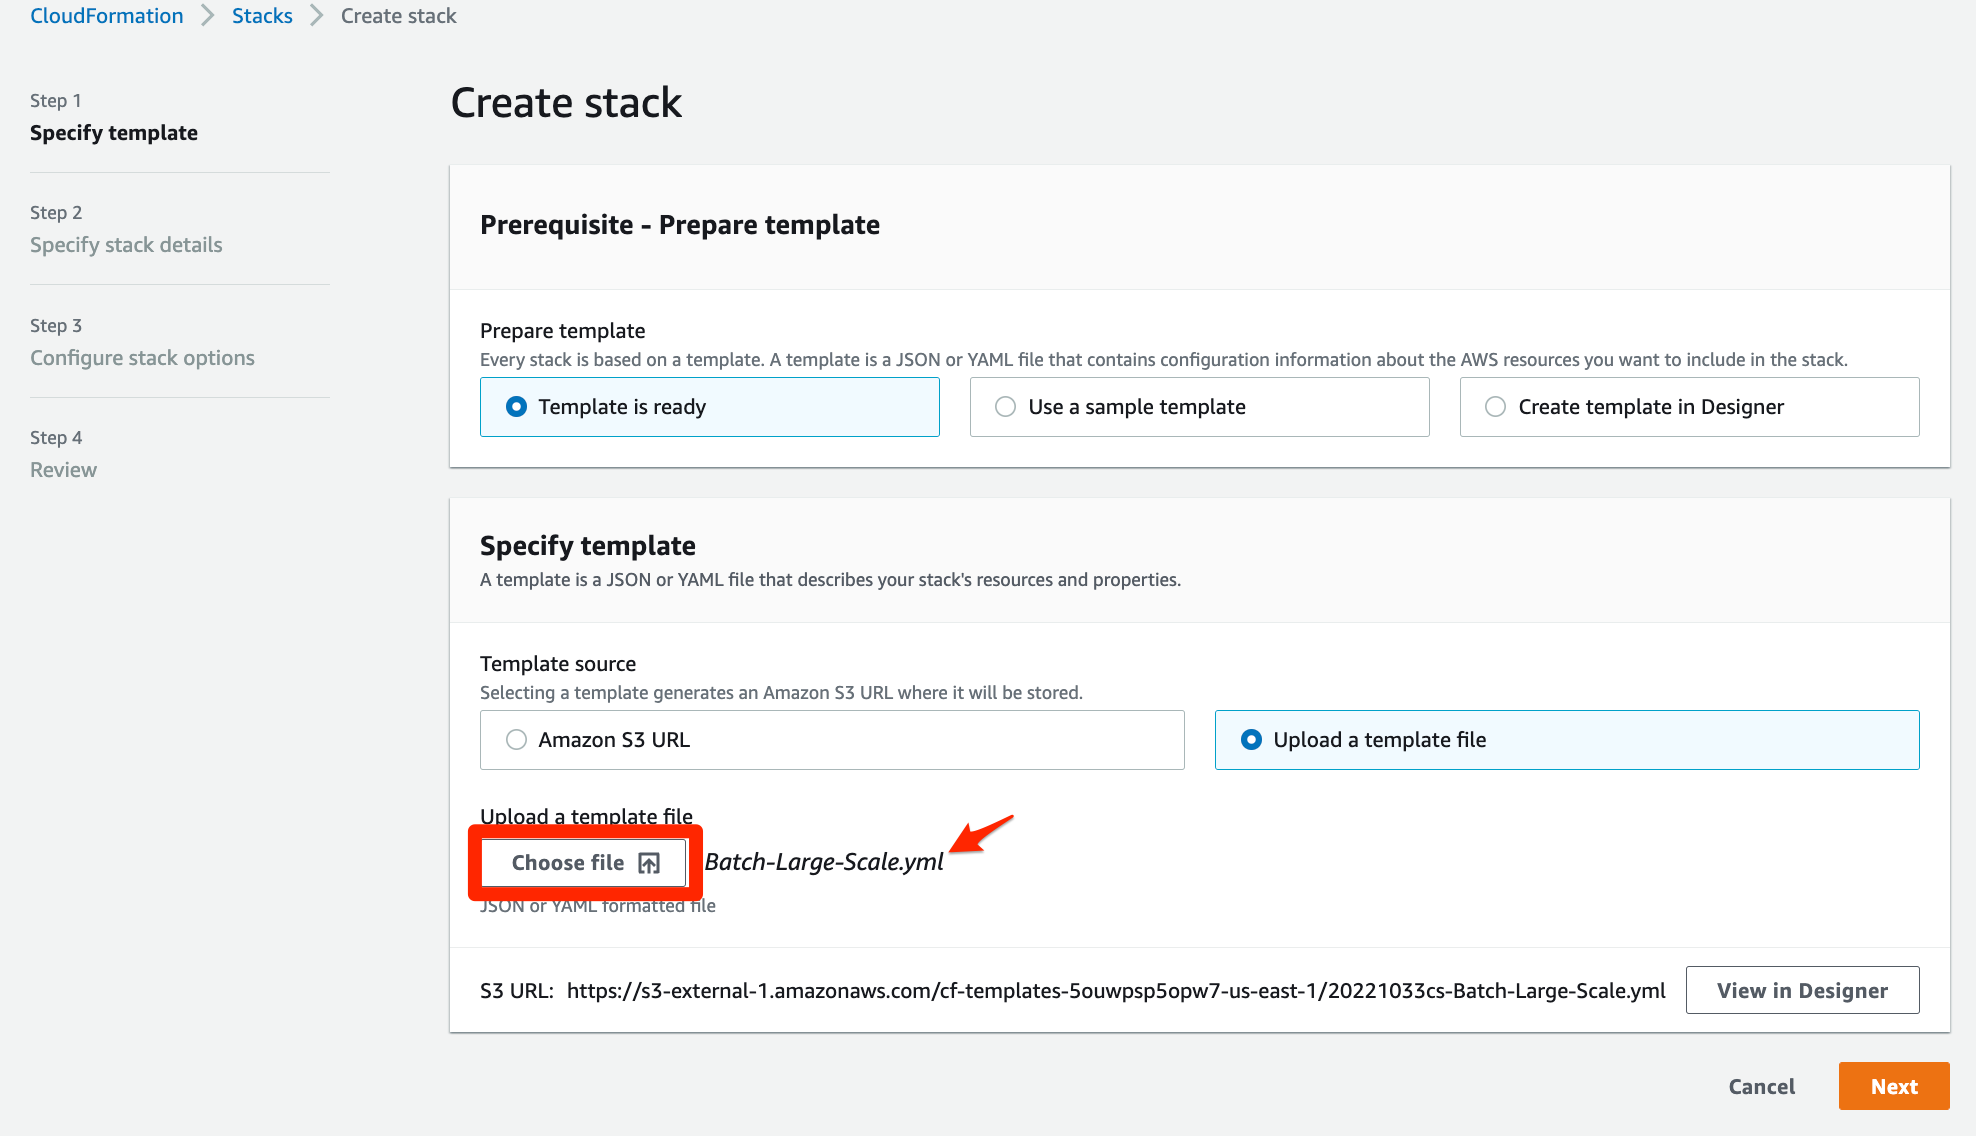 CloudFormation > Stacks > Create stack
Step 1
Specify template
Step 2
Specify stack details
Step 3
Configure stack options
Step 4
Review
Create stack
Prerequisite - Prepare template
Prepare template
Every stack is based on a template. A template is a JSON or YAML file that contains configuration information about the AWS resources you want to include in the stack.
Template is ready
Use a sample template
Create template in Designer
Specify template
A template is a JSON or YAML file that describes your stack's resources and properties.
Template source
Selecting a template generates an Amazon S3 URL where it will be stored.
Amazon S3 URL
Upload a template file
Upload a template file
Choose file Batch-Large-Scale.yml
JSON or YAML formatted file
S3 URL: https://s3-external-1.amazonaws.com/cf-templates-5ouwpsp5opw7-us-east-1/20221033cs-Batch-Large-Scale.yml View in Designer
Cancel Next